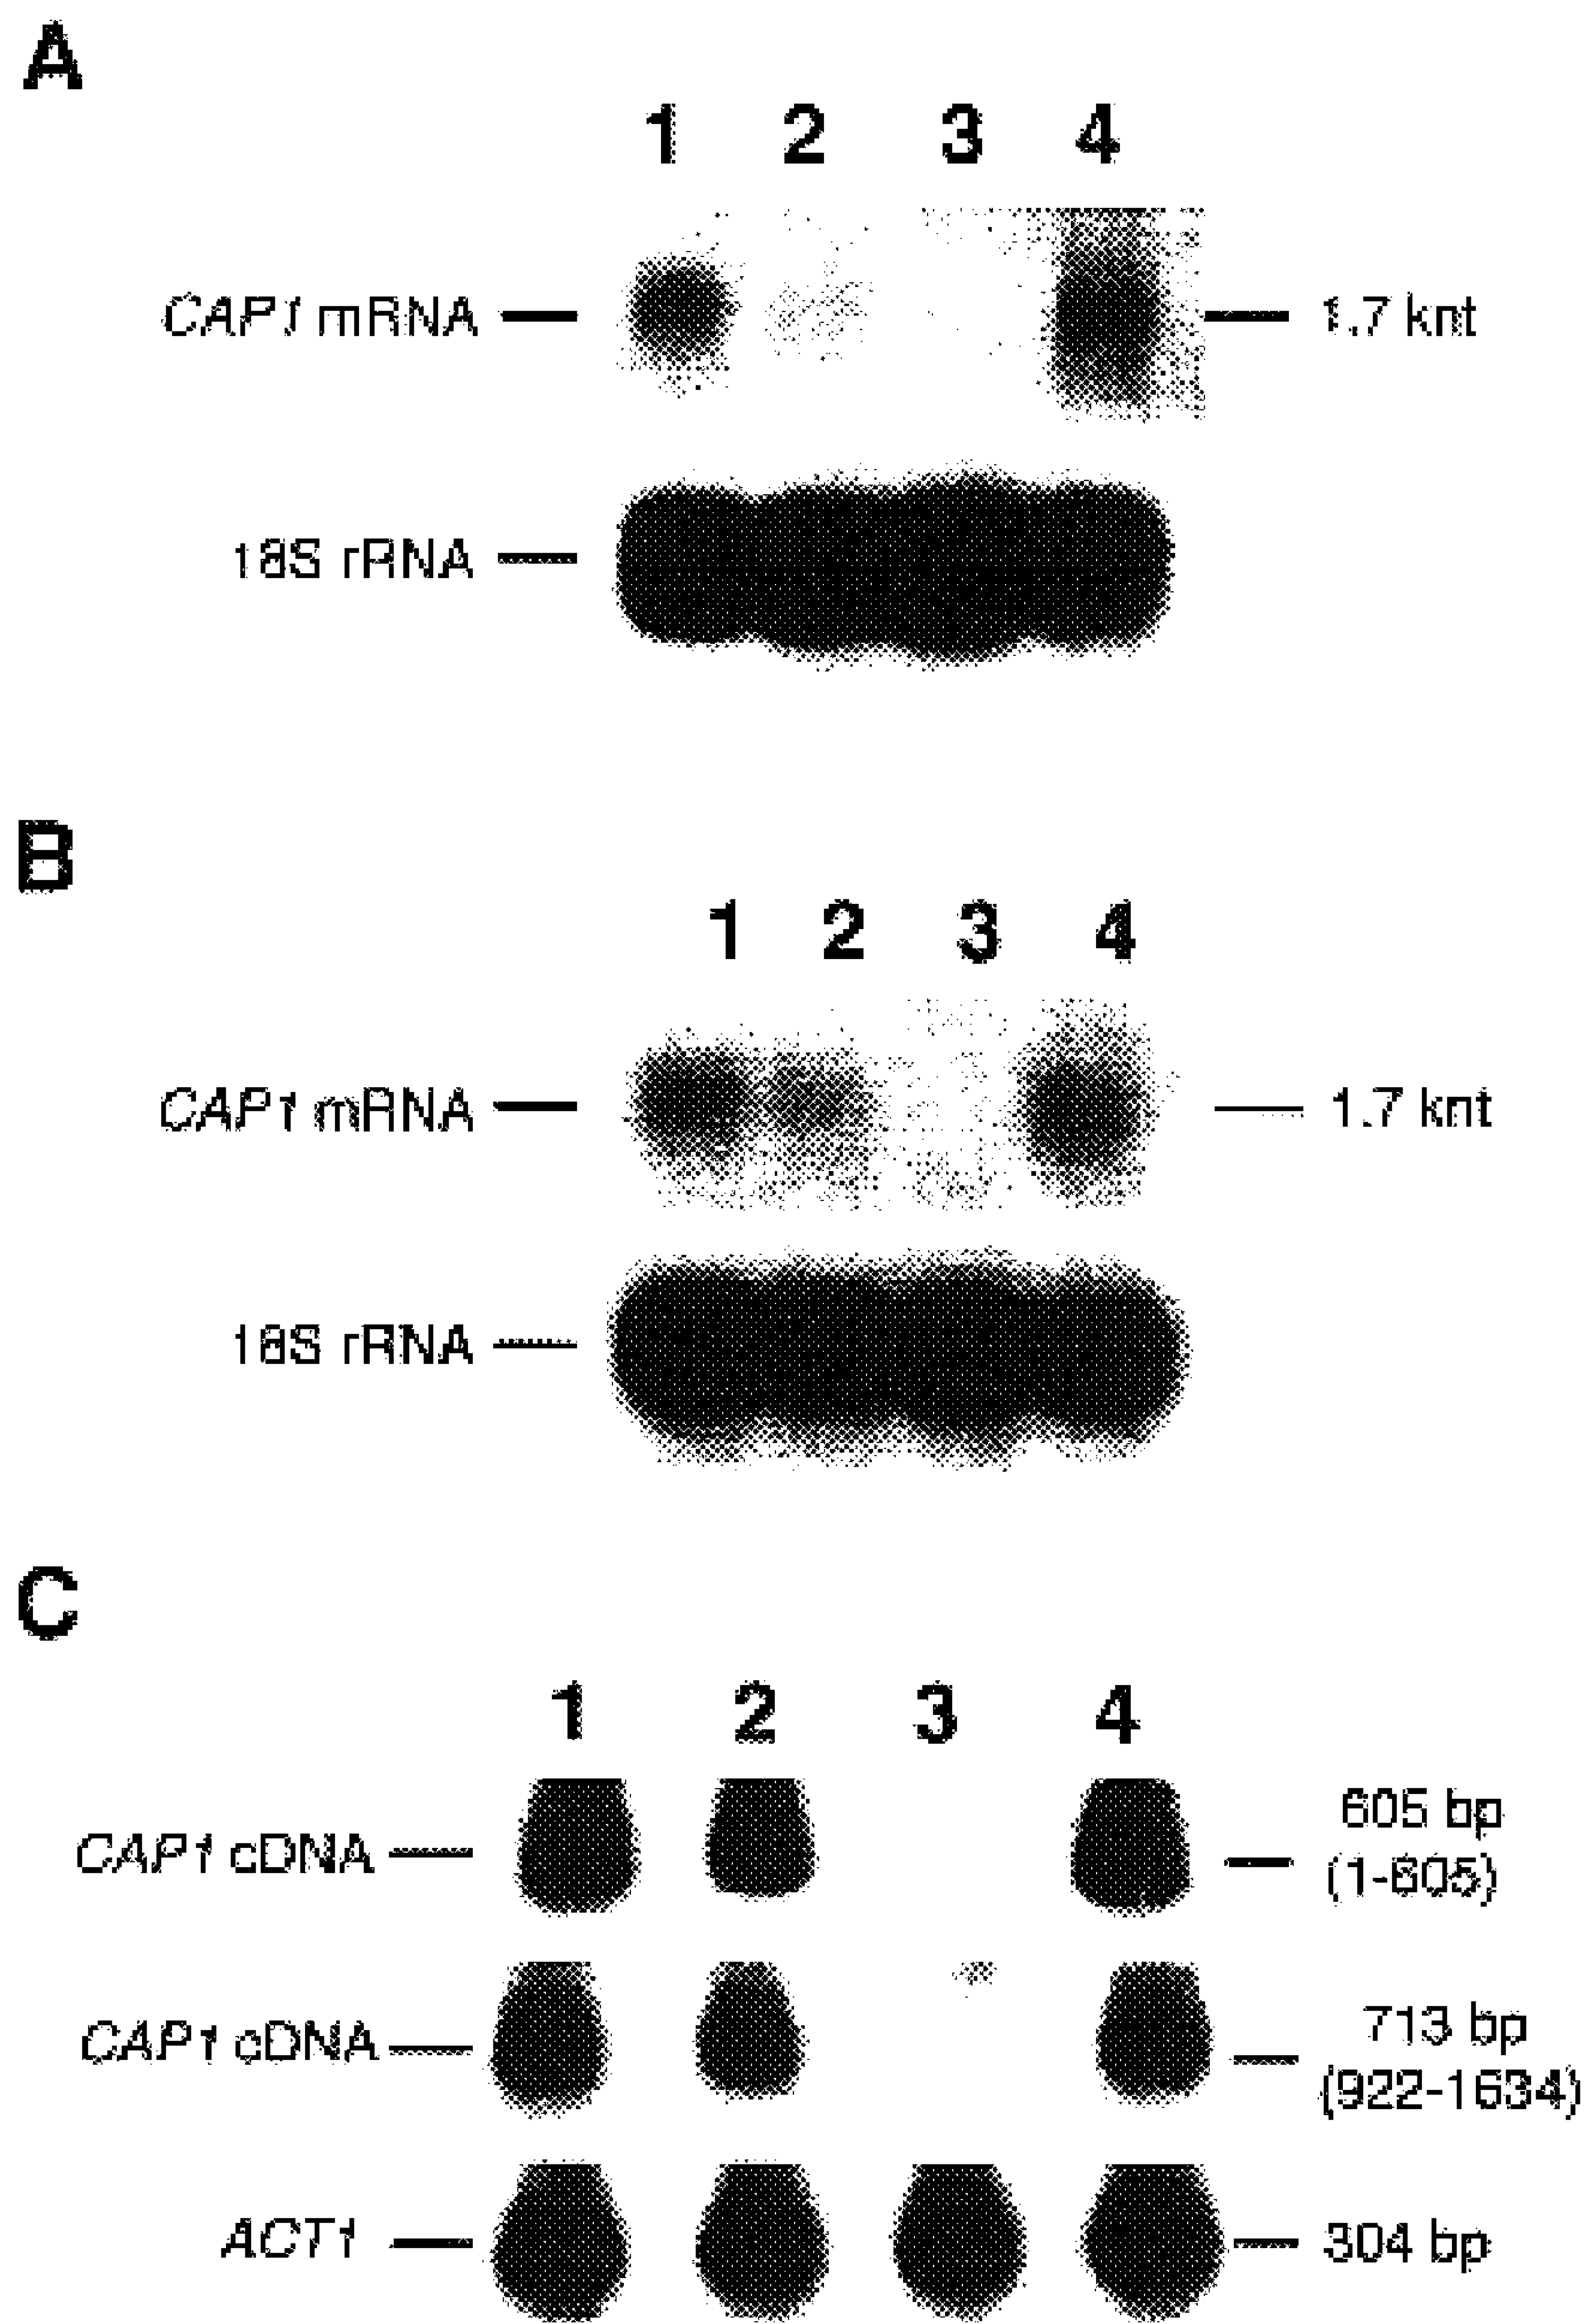 A
1 2 3 4
CAP1 mRNA 1.7 knt
18S rRNA
B
1 2 3 4
CAP1 mRNA 1.7 knt
18S rRNA
C
1 2 3 4
CAP1 cDNA 605 bp
(1-605)
CAP1 cDNA 713 bp
(922-1634)
ACT1 304 bp